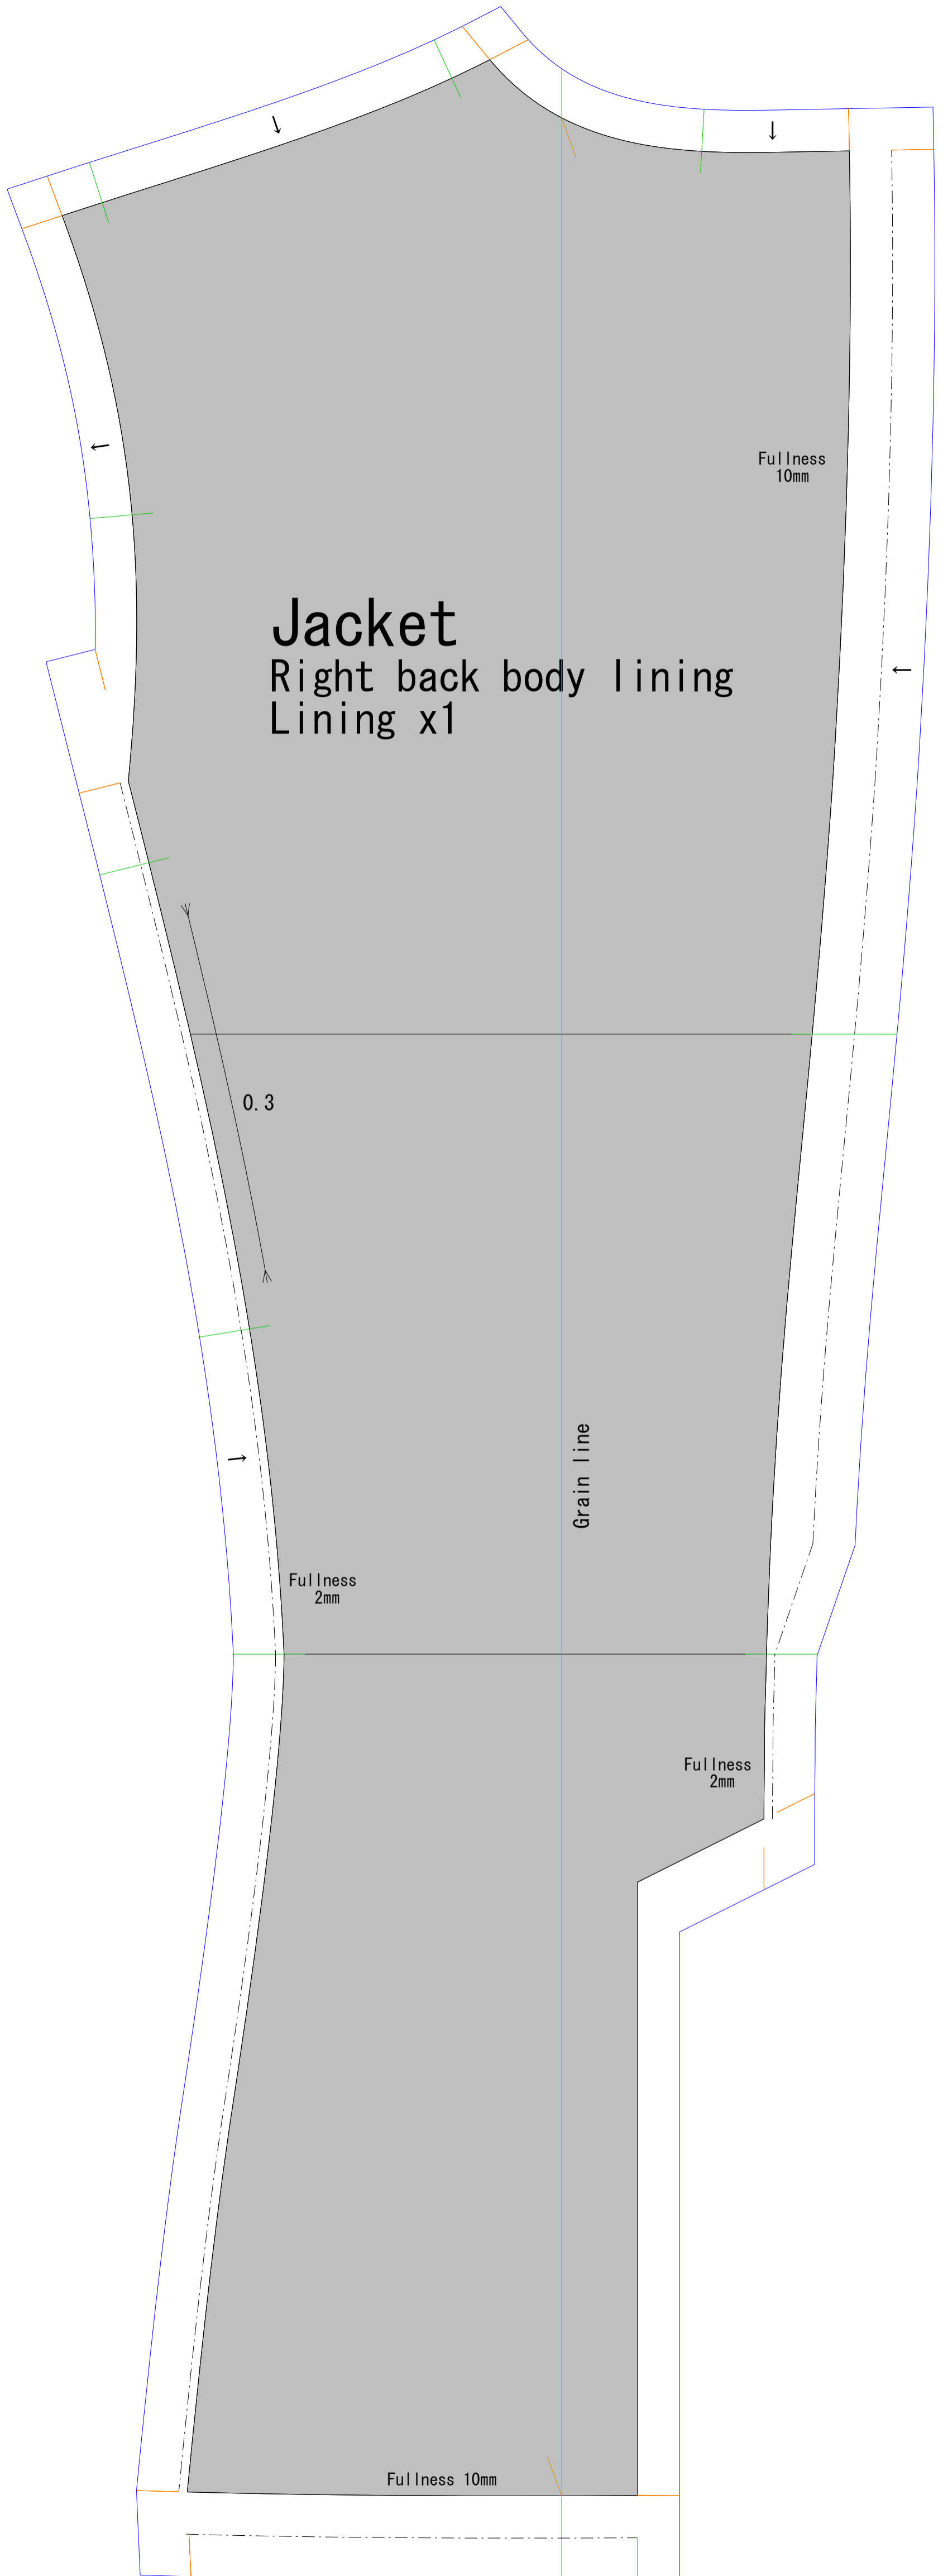 Fullness
10mm
Jacket
Right back body lining
Lining x1
0.3
Grain line
Fullness
2mm
Fullness
2mm
Fullness 10mm